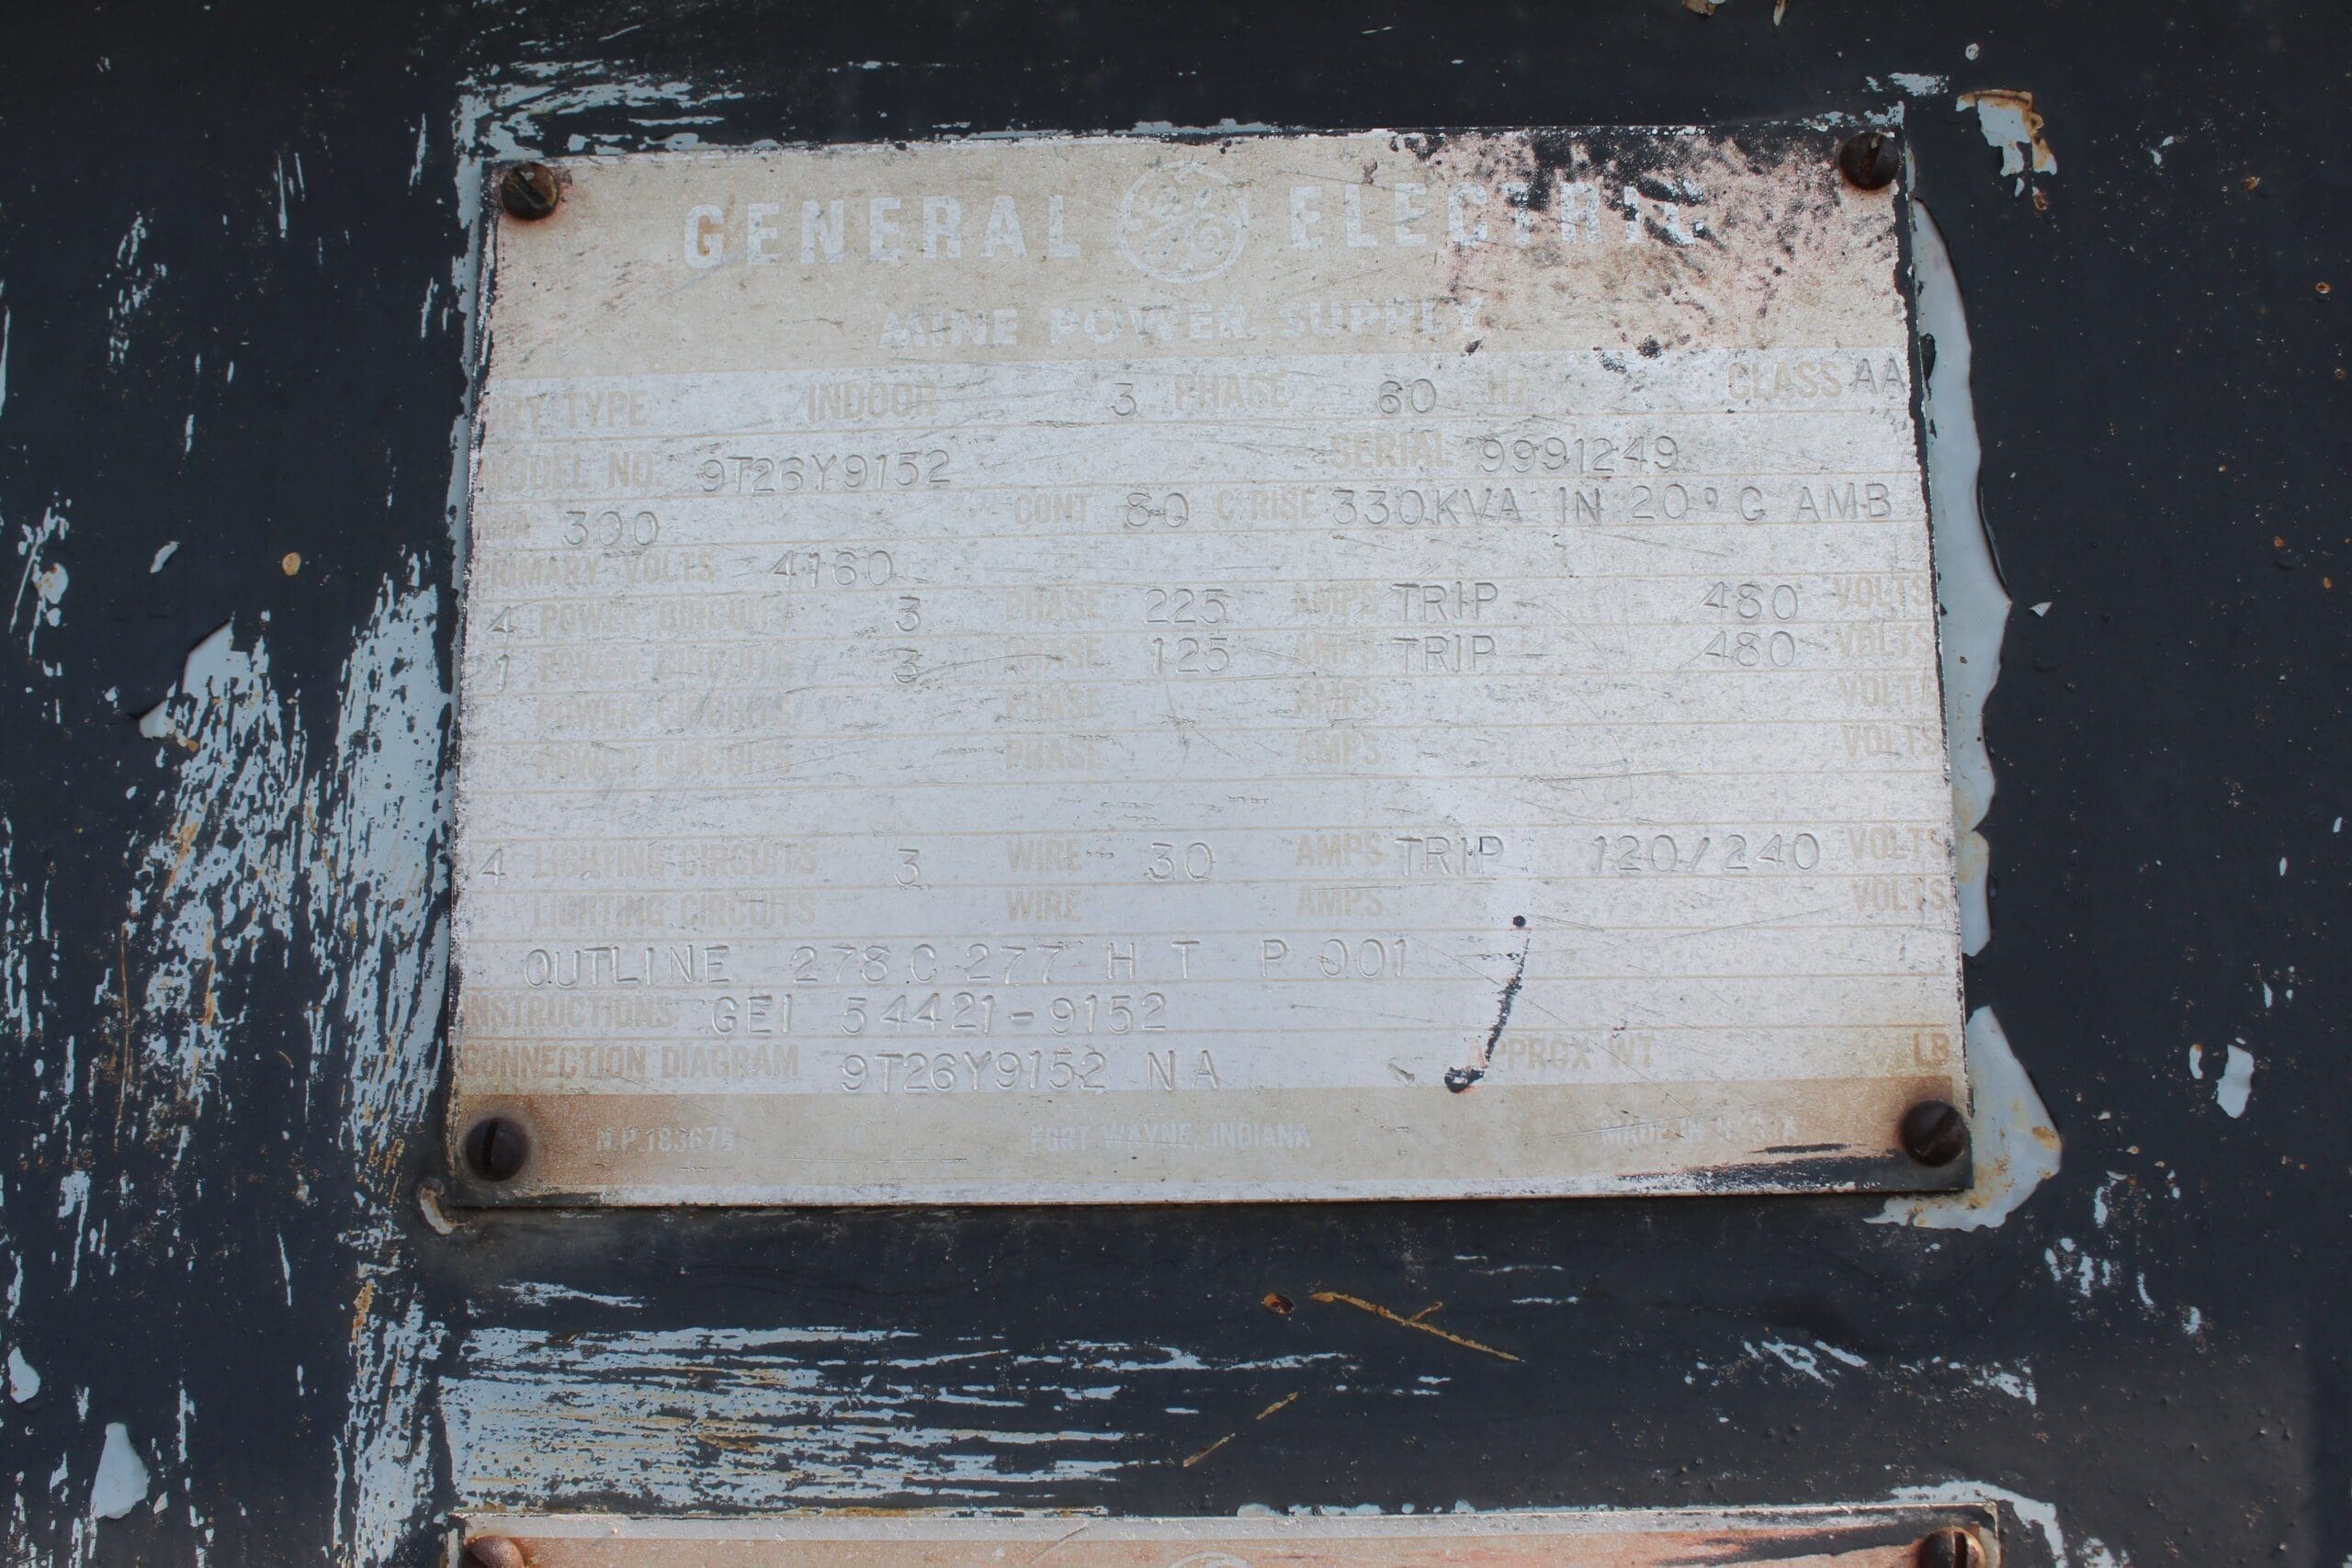 GENERAL GE ELECTRIC
MINE POWER SUPPLY
DRY TYPE INDOOR 3 PHASE 60 Hz CLASS AA
MODEL NO. 9T26Y9152 SERIAL 9991249
KVA 300 CONT 80 C RISE 330KVA IN 20° C AMB
PRIMARY VOLTS 4160
4 POWER CIRCUITS 3 PHASE 225 AMPS TRIP 480 VOLTS
1 POWER CIRCUITS 3 PHASE 125 AMPS TRIP 480 VOLTS
POWER CIRCUITS PHASE AMPS VOLTS
POWER CIRCUITS PHASE AMPS VOLTS
4 LIGHTING CIRCUITS 3 WIRE 30 AMPS TRIP 120/240 VOLTS
LIGHTING CIRCUITS WIRE AMPS VOLTS
OUTLINE 278C277 H T P 001
INSTRUCTIONS GEI 54421-9152
CONNECTION DIAGRAM 9T26Y9152 NA APPROX WT LB
N.P. FORT WAYNE, INDIANA MADE IN U.S.A.